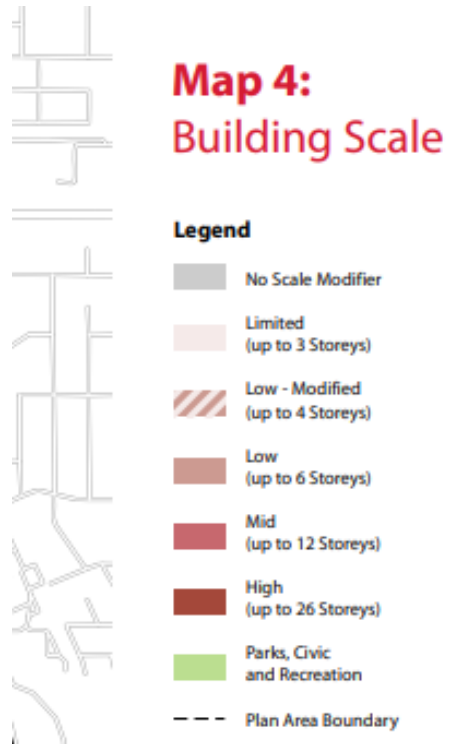 Map 4:
Building Scale
Legend
No Scale Modifier
Limited
(up to 3 Storeys)
Low - Modified
(up to 4 Storeys)
Low
(up to 6 Storeys)
Mid
(up to 12 Storeys)
High
(up to 26 Storeys)
Parks, Civic
and Recreation
Plan Area Boundary